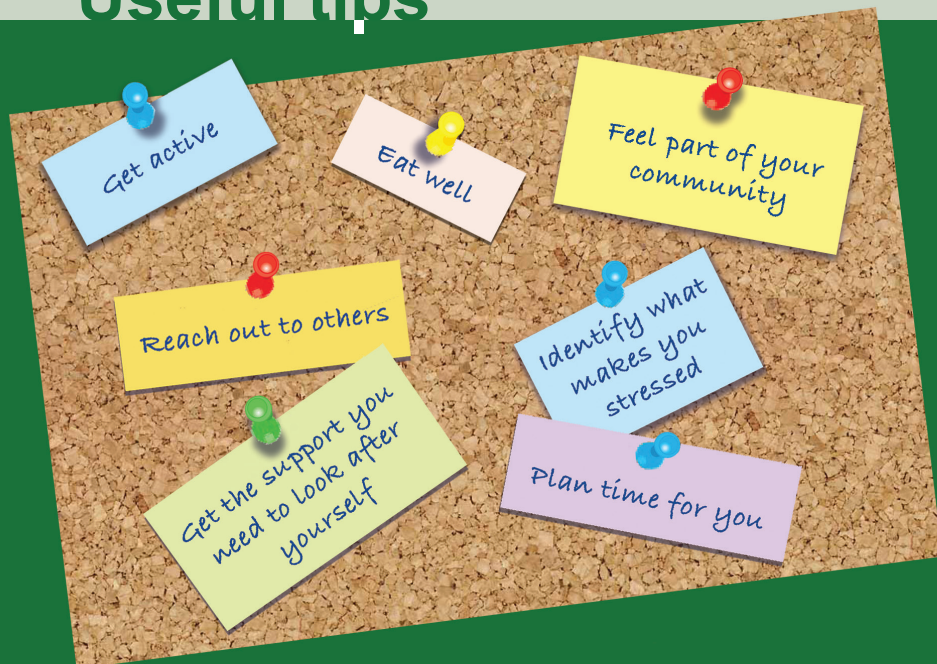 Useful tips
Get active
Eat well
Feel part of your
community
Reach out to others
Identify what
makes you
stressed
Get the support you
need to look after
yourself
Plan time for you